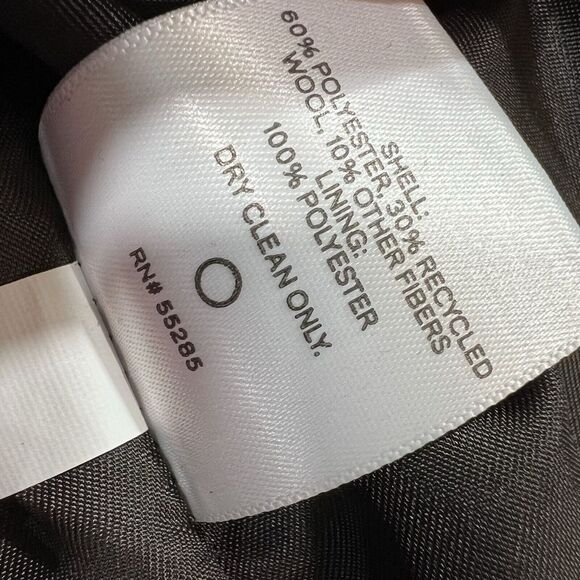 SHELL:
60% POLYESTER, 30% RECYCLED
WOOL, 10% OTHER FIBERS
LINING:
100% POLYESTER
DRY CLEAN ONLY.
RN# 55285